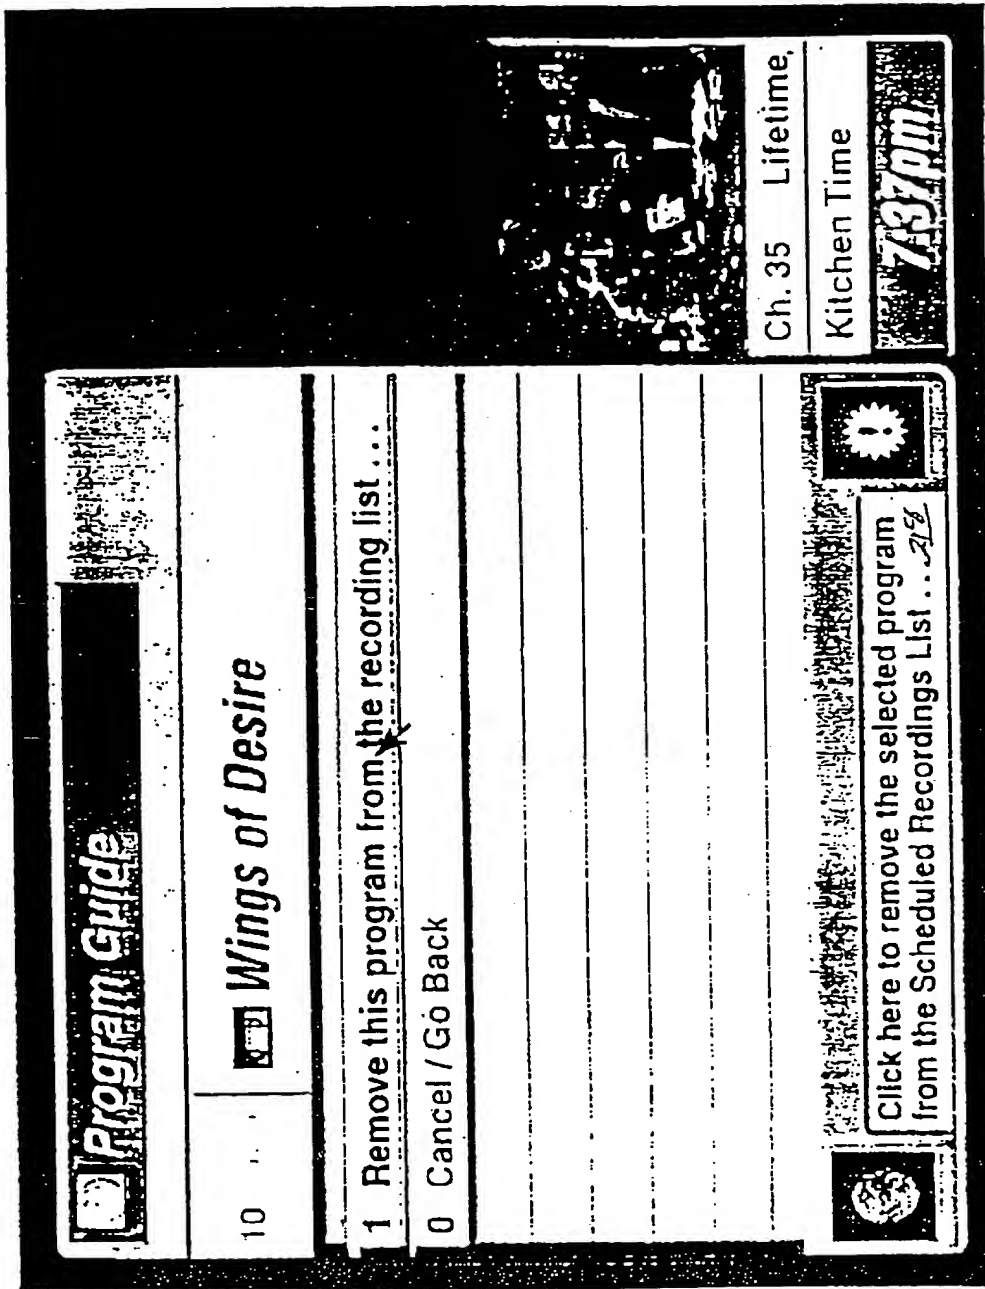 Program Guide
10
Wings of Desire
1 Remove this program from the recording list...
0 Cancel / Go Back
Click here to remove the selected program
from the Scheduled Recordings List...
218
Ch. 35 Lifetime,
Kitchen Time
7:37pm